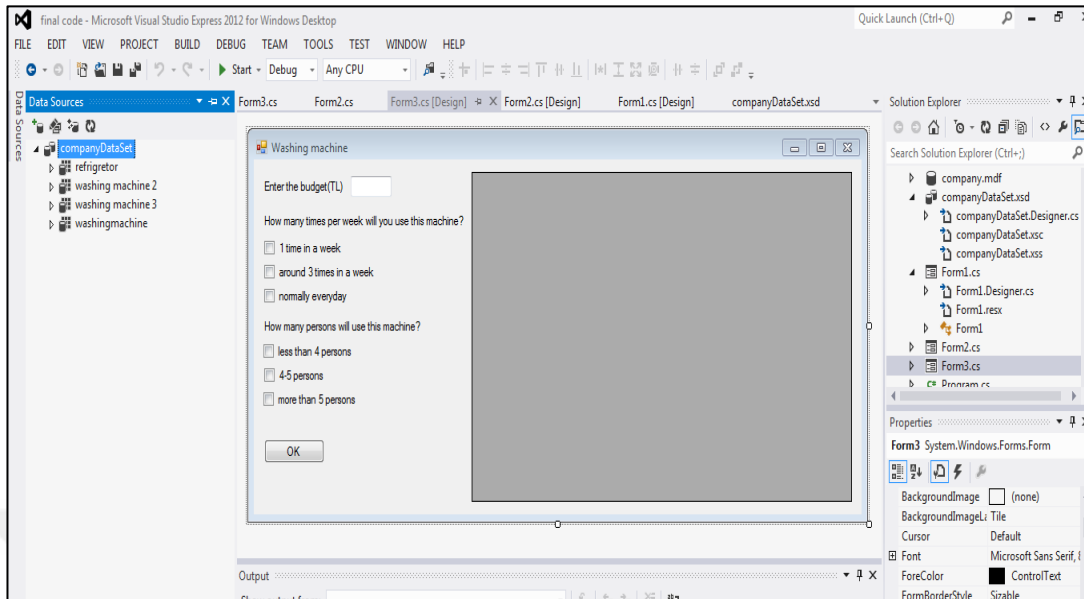 final code - Microsoft Visual Studio Express 2012 for Windows Desktop
Quick Launch (Ctrl+Q)
FILE EDIT VIEW PROJECT BUILD DEBUG TEAM TOOLS TEST WINDOW HELP
Start Debug Any CPU
Data Sources
Data Sources
companyDataSet
refrigretor
washing machine 2
washing machine 3
washingmachine
Form3.cs Form2.cs Form3.cs [Design] Form2.cs [Design] Form1.cs [Design] companyDataSet.xsd
Washing machine
Enter the budget(TL)
How many times per week will you use this machine?
1 time in a week
around 3 times in a week
normally everyday
How many persons will use this machine?
less than 4 persons
4-5 persons
more than 5 persons
OK
Output
Solution Explorer
Search Solution Explorer (Ctrl+;)
company.mdf
companyDataSet.xsd
companyDataSet.Designer.cs
companyDataSet.xsc
companyDataSet.xss
Form1.cs
Form1.Designer.cs
Form1.resx
Form1
Form2.cs
Form3.cs
C# Program.cs
Properties
Form3 System.Windows.Forms.Form
BackgroundImage (none)
BackgroundImageLa Tile
Cursor Default
Font Microsoft Sans Serif,
ForeColor ControlText
FormBorderStyle Sizable